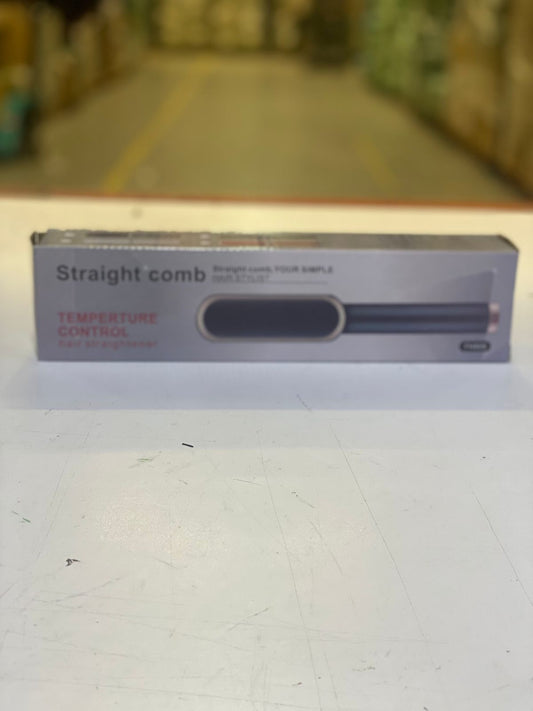 Straight comb
Straight comb, YOUR SIMPLE
HAIR STYLIST
TEMPERTURE
CONTROL
hair straightener